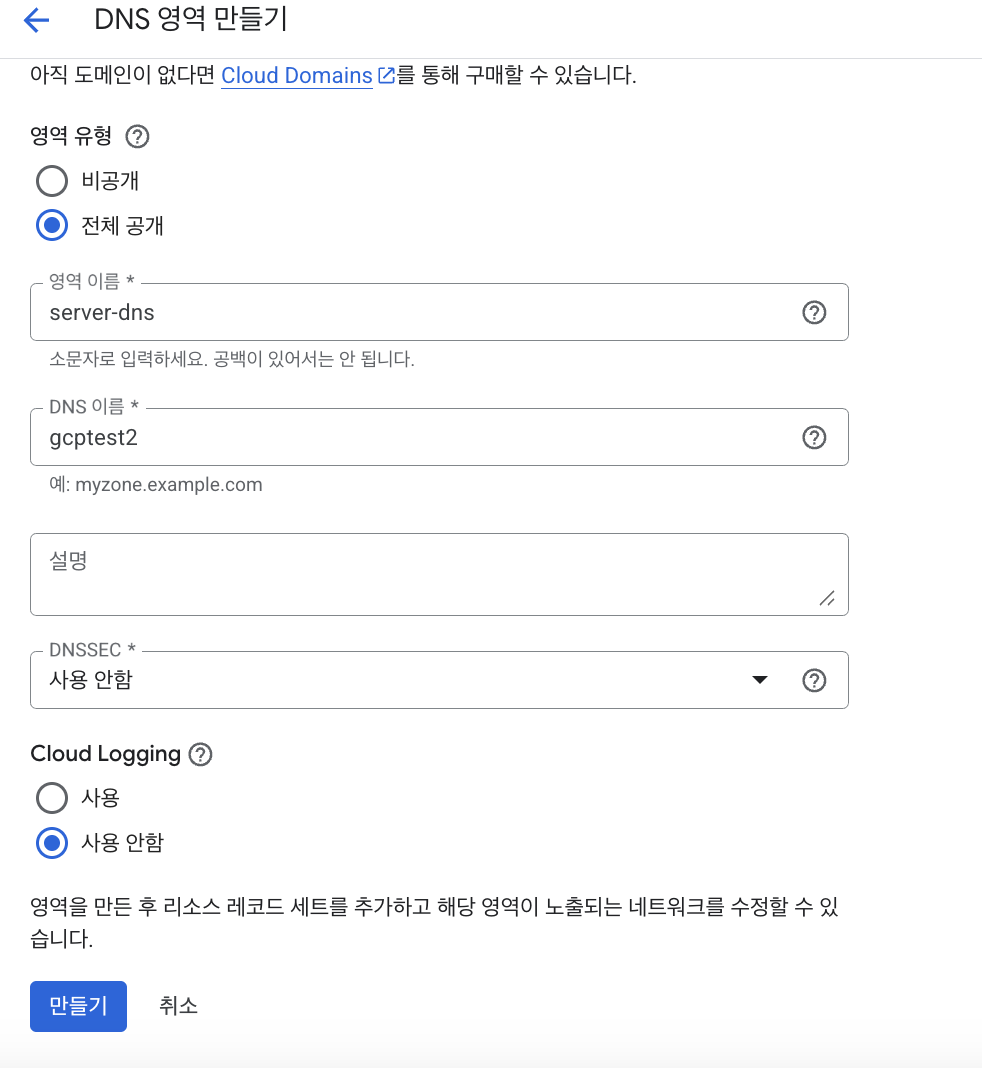 DNS 영역 만들기
아직 도메인이 없다면 Cloud Domains를 통해 구매할 수 있습니다.
영역 유형
비공개
전체 공개
영역 이름 *
server-dns
소문자로 입력하세요. 공백이 있어서는 안 됩니다.
DNS 이름 *
gcptest2
예: myzone.example.com
설명
DNSSEC *
사용 안함
Cloud Logging
사용
사용 안함
영역을 만든 후 리소스 레코드 세트를 추가하고 해당 영역이 노출되는 네트워크를 수정할 수 있
습니다.
만들기 취소